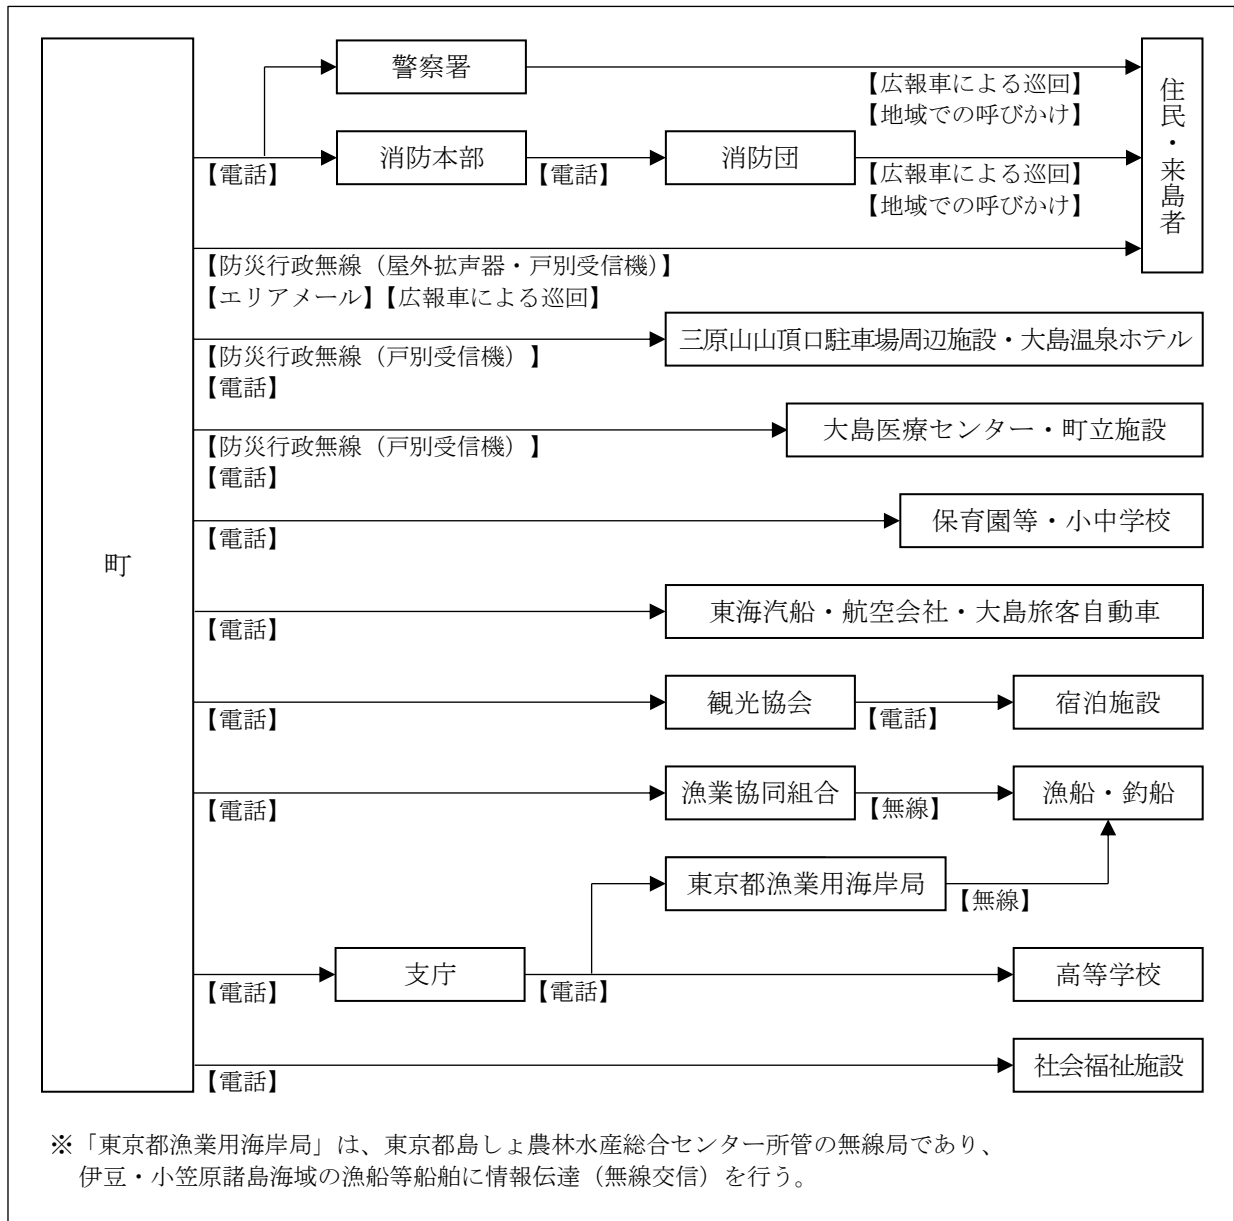 町
警察署
【広報車による巡回】
【地域での呼びかけ】
住民・来島者
【電話】
消防本部
【電話】
消防団
【広報車による巡回】
【地域での呼びかけ】
【防災行政無線（屋外拡声器・戸別受信機）】
【エリアメール】【広報車による巡回】
三原山山頂口駐車場周辺施設・大島温泉ホテル
【防災行政無線（戸別受信機）】
【電話】
大島医療センター・町立施設
【防災行政無線（戸別受信機）】
【電話】
保育園等・小中学校
【電話】
東海汽船・航空会社・大島旅客自動車
【電話】
観光協会
【電話】
宿泊施設
【電話】
漁業協同組合
【無線】
漁船・釣船
【電話】
東京都漁業用海岸局
【無線】
支庁
【電話】
【電話】
高等学校
社会福祉施設
【電話】
※「東京都漁業用海岸局」は、東京都島しょ農林水産総合センター所管の無線局であり、
伊豆・小笠原諸島海域の漁船等船舶に情報伝達（無線交信）を行う。